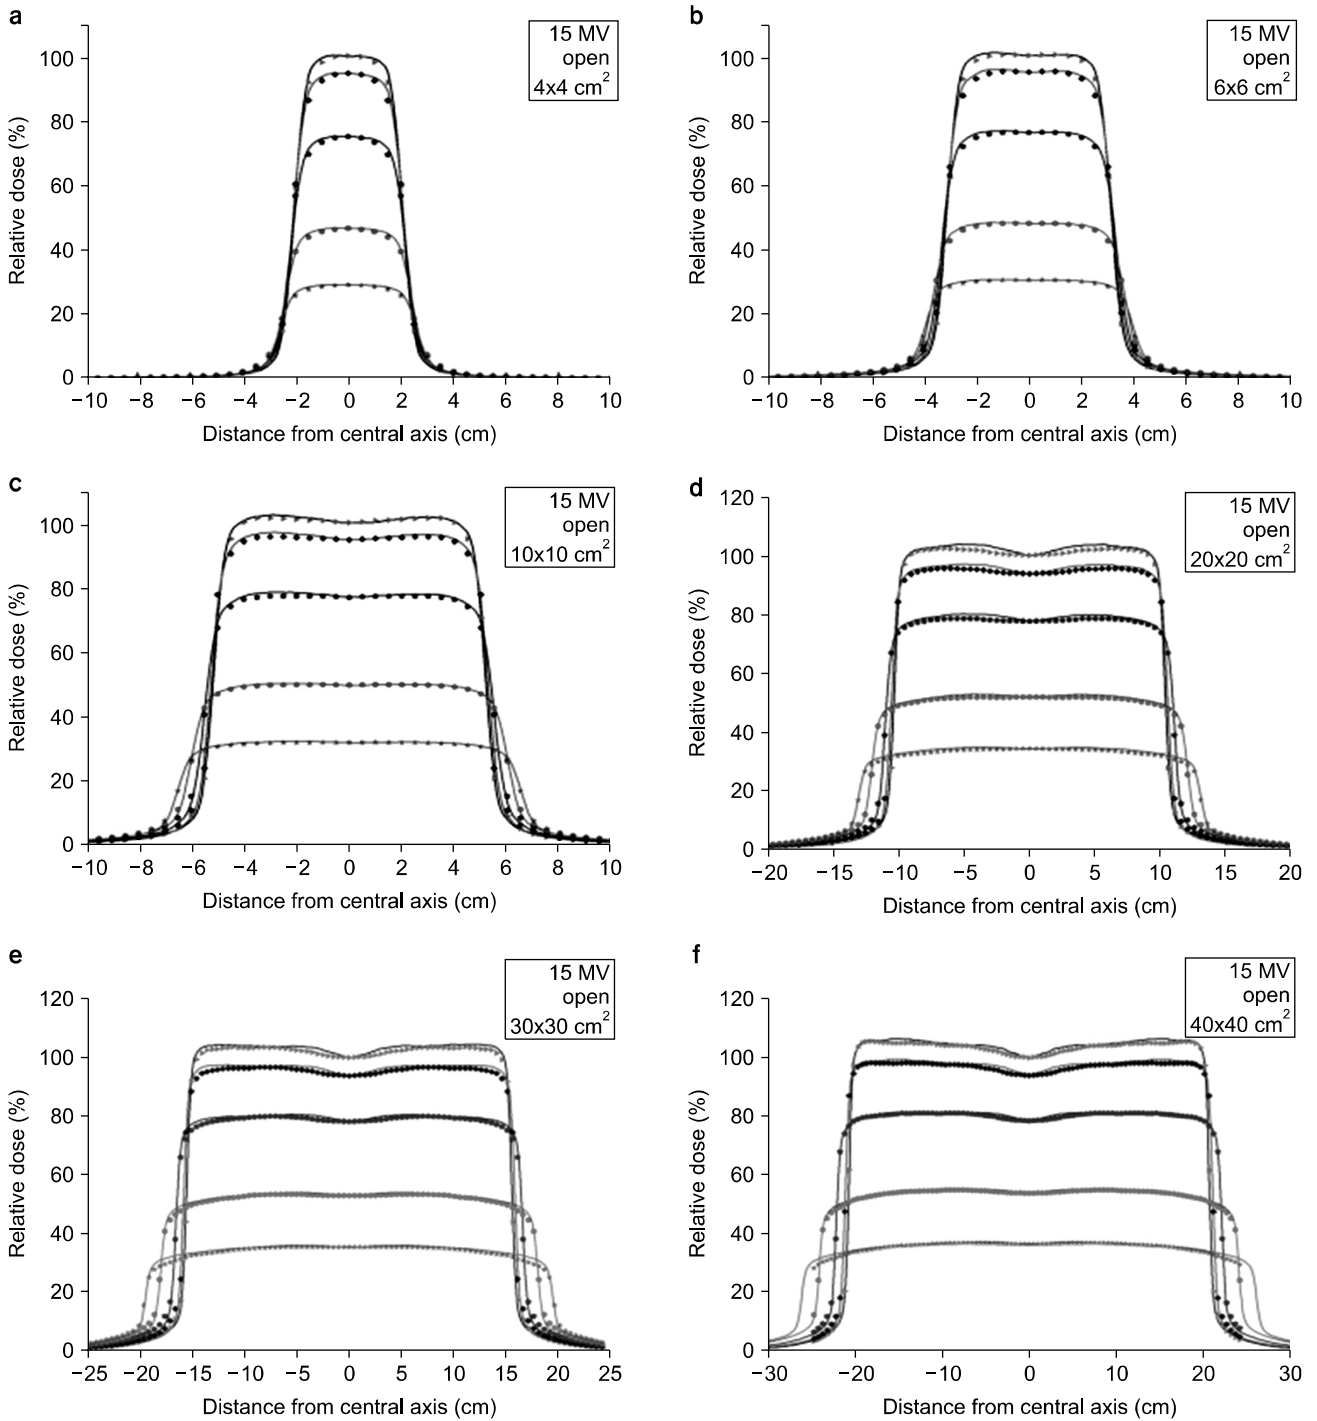 a
15 MV
open
4x4 cm²
100
80
60
40
20
0
Relative dose (%)
−10 −8 −6 −4 −2 0 2 4 6 8 10
Distance from central axis (cm)
b
15 MV
open
6x6 cm²
100
80
60
40
20
0
Relative dose (%)
−10 −8 −6 −4 −2 0 2 4 6 8 10
Distance from central axis (cm)
c
15 MV
open
10x10 cm²
100
80
60
40
20
0
Relative dose (%)
−10 −8 −6 −4 −2 0 2 4 6 8 10
Distance from central axis (cm)
d
15 MV
open
20x20 cm²
120
100
80
60
40
20
0
Relative dose (%)
−20 −15 −10 −5 0 5 10 15 20
Distance from central axis (cm)
e
15 MV
open
30x30 cm²
120
100
80
60
40
20
0
Relative dose (%)
−25 −20 −15 −10 −5 0 5 10 15 20 25
Distance from central axis (cm)
f
15 MV
open
40x40 cm²
120
100
80
60
40
20
0
Relative dose (%)
−30 −20 −10 0 10 20 30
Distance from central axis (cm)